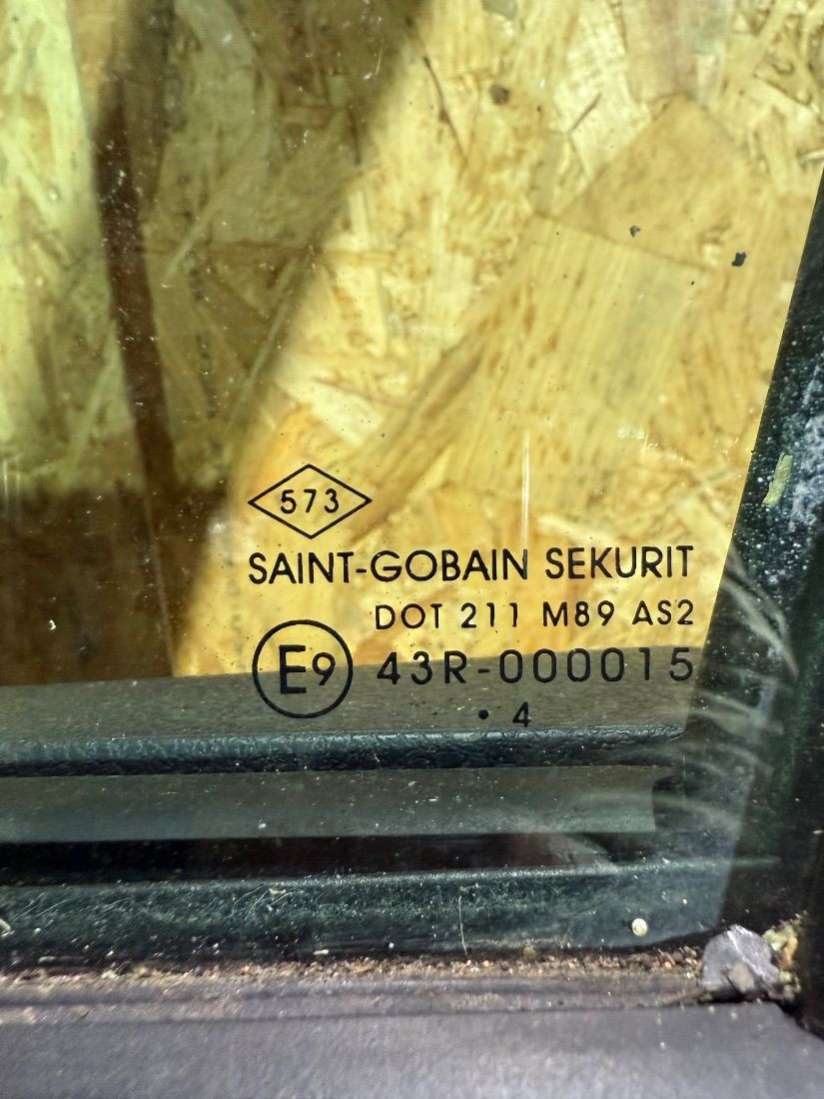 573
SAINT-GOBAIN SEKURIT
DOT 211 M89 AS2
E9 43R-000015
• 4